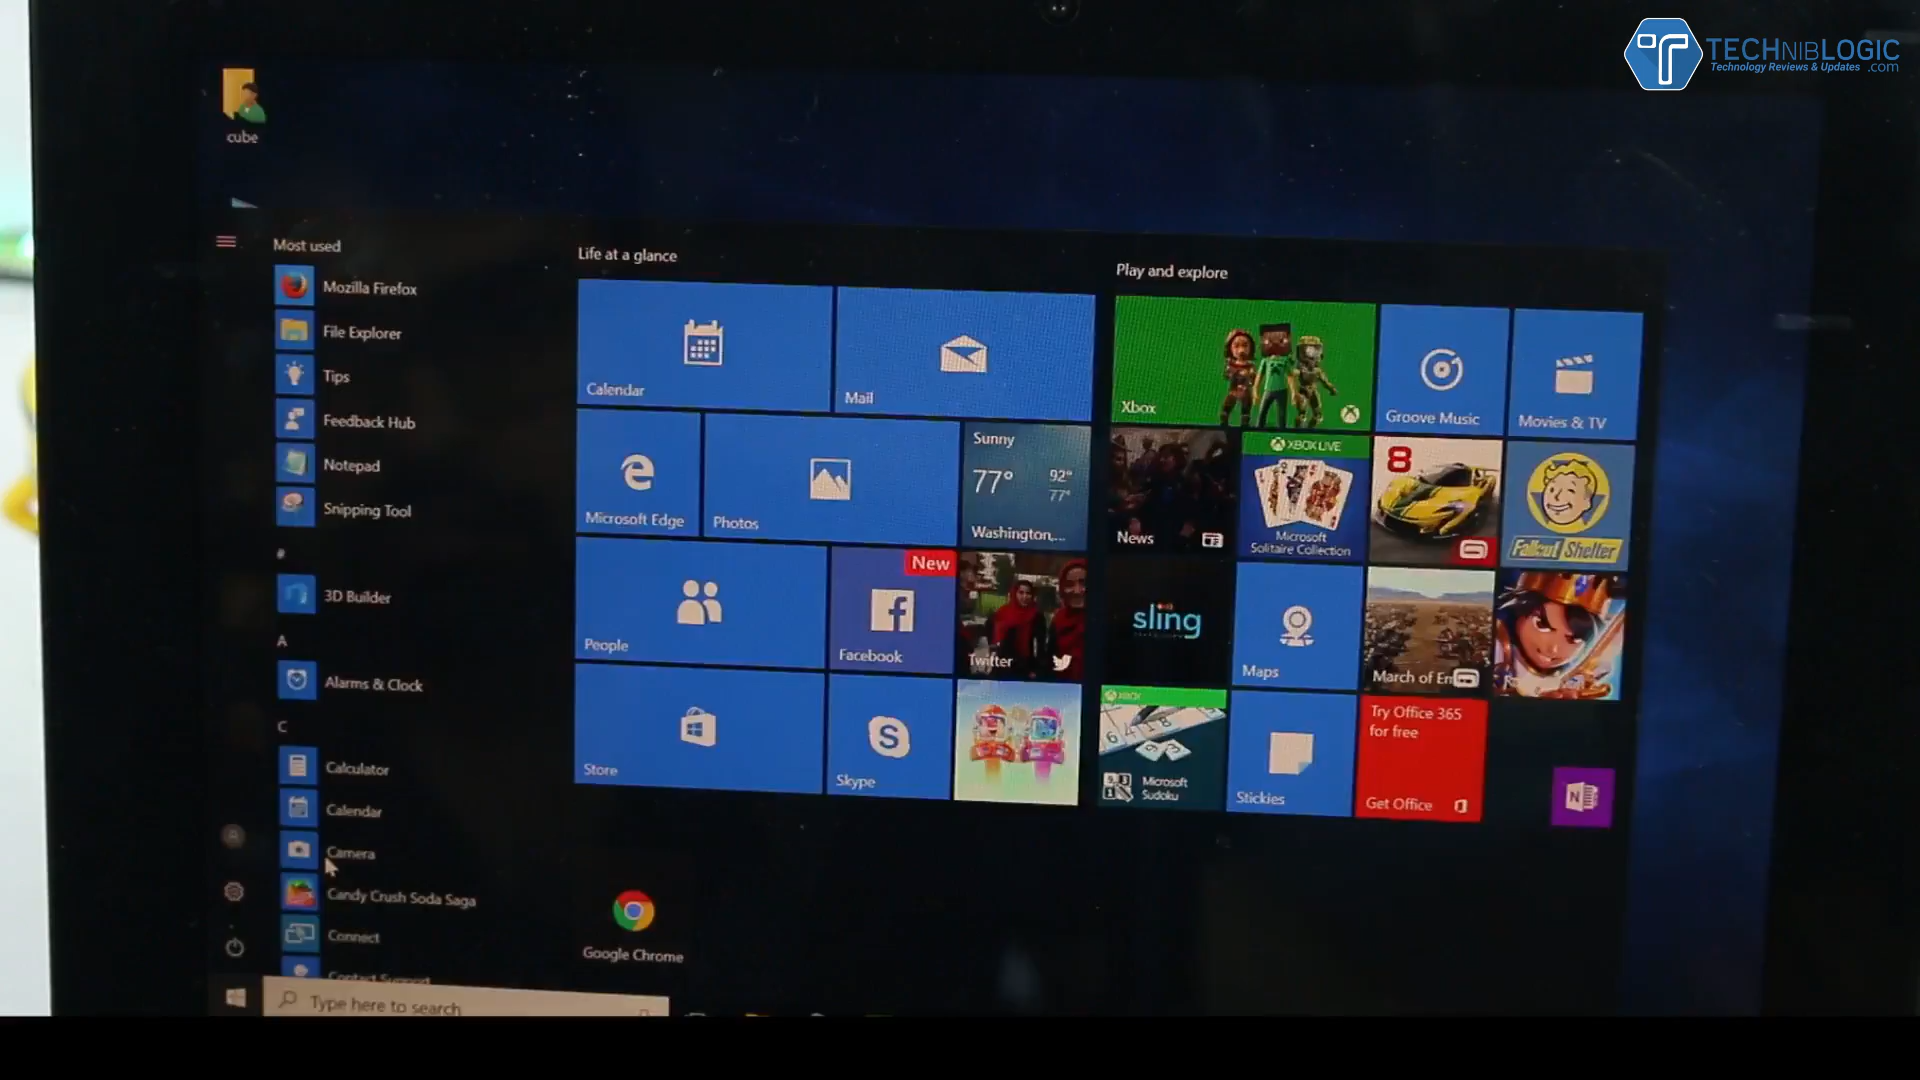 TECHNIBLOGIC
Technology Reviews & Updates .com
cube
Most used
Mozilla Firefox
File Explorer
Tips
Feedback Hub
Notepad
Snipping Tool
#
3D Builder
A
Alarms & Clock
C
Calculator
Calendar
Camera
Candy Crush Soda Saga
Connect
Contact Support
Type here to search
Life at a glance
Calendar
Mail
Microsoft Edge
Photos
Sunny
77° 92°
77°
Washington,...
People
New
Facebook
Twitter
Store
Skype
Google Chrome
Play and explore
Xbox
Groove Music
Movies & TV
News
XBOX LIVE
Microsoft
Solitaire Collection
8
Fallout Shelter
sling
Maps
March of Em
XBOX
Microsoft
Sudoku
Stickies
Try Office 365
for free
Get Office
N